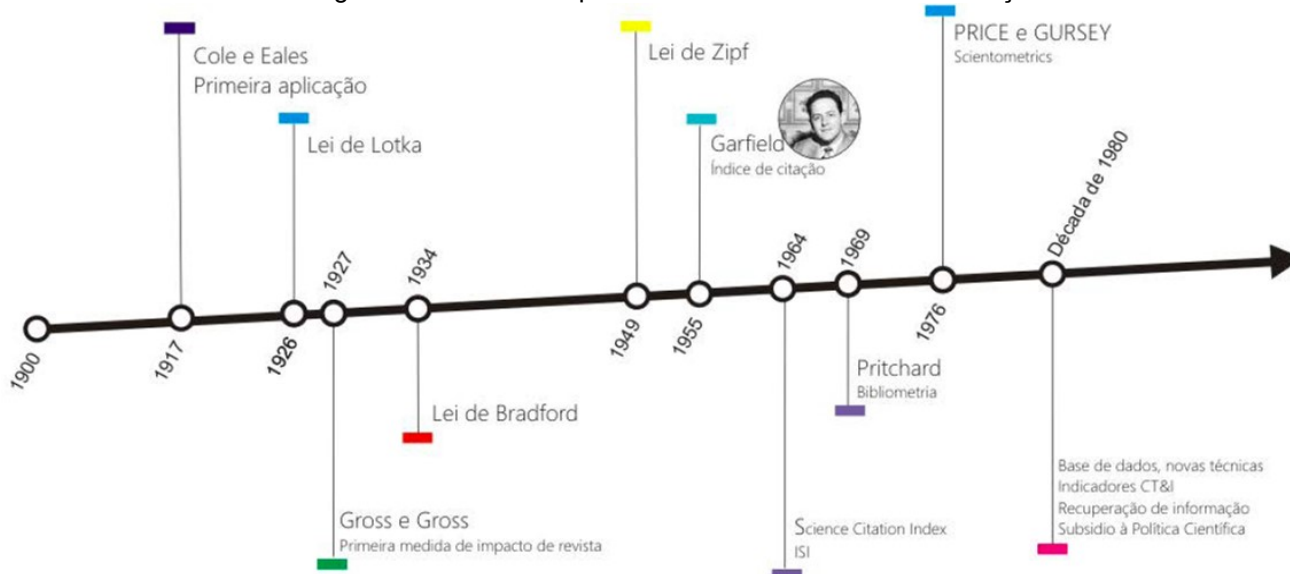 Cole e Eales
Primeira aplicação
Lei de Lotka
Lei de Zipf
Garfield
Índice de citação
PRICE e GURSEY
Scientometrics
1900
1917
1926
1927
1934
1949
1955
1964
1969
1976
Década de 1980
Lei de Bradford
Gross e Gross
Primeira medida de impacto de revista
Science Citation Index
ISI
Pritchard
Bibliometria
Base de dados, novas técnicas
Indicadores CT&I
Recuperação de informação
Subsidio à Política Científica